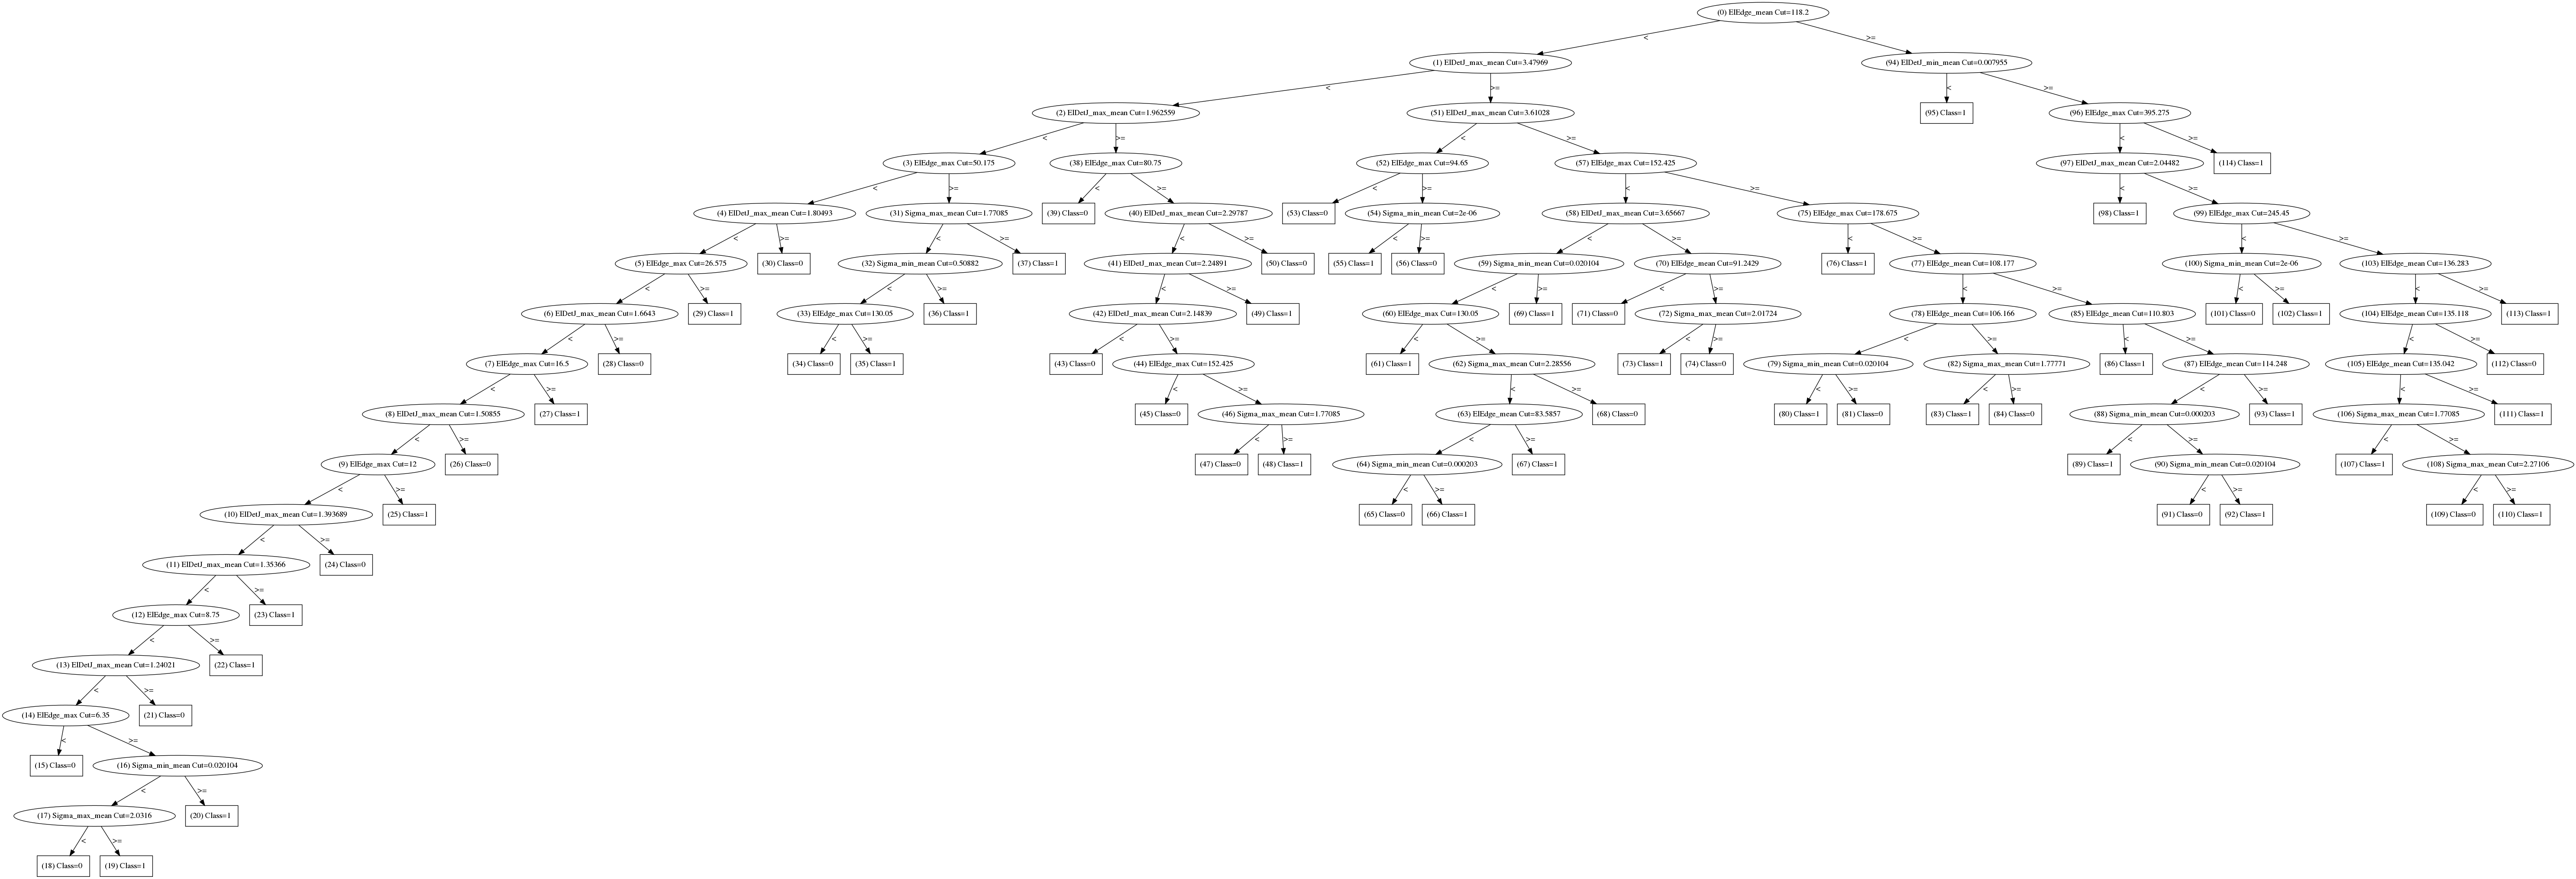 (0) ElEdge_mean Cut=118.2
< >=
(1) ElDetJ_max_mean Cut=3.47969 (94) ElDetJ_min_mean Cut=0.007955
< >= < >=
(2) ElDetJ_max_mean Cut=1.962559 (51) ElDetJ_max_mean Cut=3.61028 (95) Class=1 (96) ElEdge_max Cut=395.275
< >= < >= < >=
(3) ElEdge_max Cut=50.175 (38) ElEdge_max Cut=80.75 (52) ElEdge_max Cut=94.65 (57) ElEdge_max Cut=152.425 (97) ElDetJ_max_mean Cut=2.04482 (114) Class=1
< >= < >= < >= < >= < >=
(4) ElDetJ_max_mean Cut=1.80493 (31) Sigma_max_mean Cut=1.77085 (39) Class=0 (40) ElDetJ_max_mean Cut=2.29787 (53) Class=0 (54) Sigma_min_mean Cut=2e-06 (58) ElDetJ_max_mean Cut=3.65667 (75) ElEdge_max Cut=178.675 (98) Class=1 (99) ElEdge_max Cut=245.45
< >= < >= < >= < >= < >= < >= < >=
(5) ElEdge_max Cut=26.575 (30) Class=0 (32) Sigma_min_mean Cut=0.50882 (37) Class=1 (41) ElDetJ_max_mean Cut=2.24891 (50) Class=0 (55) Class=1 (56) Class=0 (59) Sigma_min_mean Cut=0.020104 (70) ElEdge_mean Cut=91.2429 (76) Class=1 (77) ElEdge_mean Cut=108.177 (100) Sigma_min_mean Cut=2e-06 (103) ElEdge_mean Cut=136.283
< >= < >= < >= < >= < >= < >= < >= < >=
(6) ElDetJ_max_mean Cut=1.6643 (29) Class=1 (33) ElEdge_max Cut=130.05 (36) Class=1 (42) ElDetJ_max_mean Cut=2.14839 (49) Class=1 (60) ElEdge_max Cut=130.05 (69) Class=1 (71) Class=0 (72) Sigma_max_mean Cut=2.01724 (78) ElEdge_mean Cut=106.166 (85) ElEdge_mean Cut=110.803 (101) Class=0 (102) Class=1 (104) ElEdge_mean Cut=135.118 (113) Class=1
< >= < >= < >= < >= < >= < >= < >= < >=
(7) ElEdge_max Cut=16.5 (28) Class=0 (34) Class=0 (35) Class=1 (43) Class=0 (44) ElEdge_max Cut=152.425 (61) Class=1 (62) Sigma_max_mean Cut=2.28556 (73) Class=1 (74) Class=0 (79) Sigma_min_mean Cut=0.020104 (82) Sigma_max_mean Cut=1.77771 (86) Class=1 (87) ElEdge_mean Cut=114.248 (105) ElEdge_mean Cut=135.042 (112) Class=0
< >= < >= < >= < >= < >= < >= < >=
(8) ElDetJ_max_mean Cut=1.50855 (27) Class=1 (45) Class=0 (46) Sigma_max_mean Cut=1.77085 (63) ElEdge_mean Cut=83.5857 (68) Class=0 (80) Class=1 (81) Class=0 (83) Class=1 (84) Class=0 (88) Sigma_min_mean Cut=0.000203 (93) Class=1 (106) Sigma_max_mean Cut=1.77085 (111) Class=1
< >= < >= < >= < >= < >=
(9) ElEdge_max Cut=12 (26) Class=0 (47) Class=0 (48) Class=1 (64) Sigma_min_mean Cut=0.000203 (67) Class=1 (89) Class=1 (90) Sigma_min_mean Cut=0.020104 (107) Class=1 (108) Sigma_max_mean Cut=2.27106
< >= < >= < >= < >=
(10) ElDetJ_max_mean Cut=1.393689 (25) Class=1 (65) Class=0 (66) Class=1 (91) Class=0 (92) Class=1 (109) Class=0 (110) Class=1
< >=
(11) ElDetJ_max_mean Cut=1.35366 (24) Class=0
< >=
(12) ElEdge_max Cut=8.75 (23) Class=1
< >=
(13) ElDetJ_max_mean Cut=1.24021 (22) Class=1
< >=
(14) ElEdge_max Cut=6.35 (21) Class=0
< >=
(15) Class=0 (16) Sigma_min_mean Cut=0.020104
< >=
(17) Sigma_max_mean Cut=2.0316 (20) Class=1
< >=
(18) Class=0 (19) Class=1